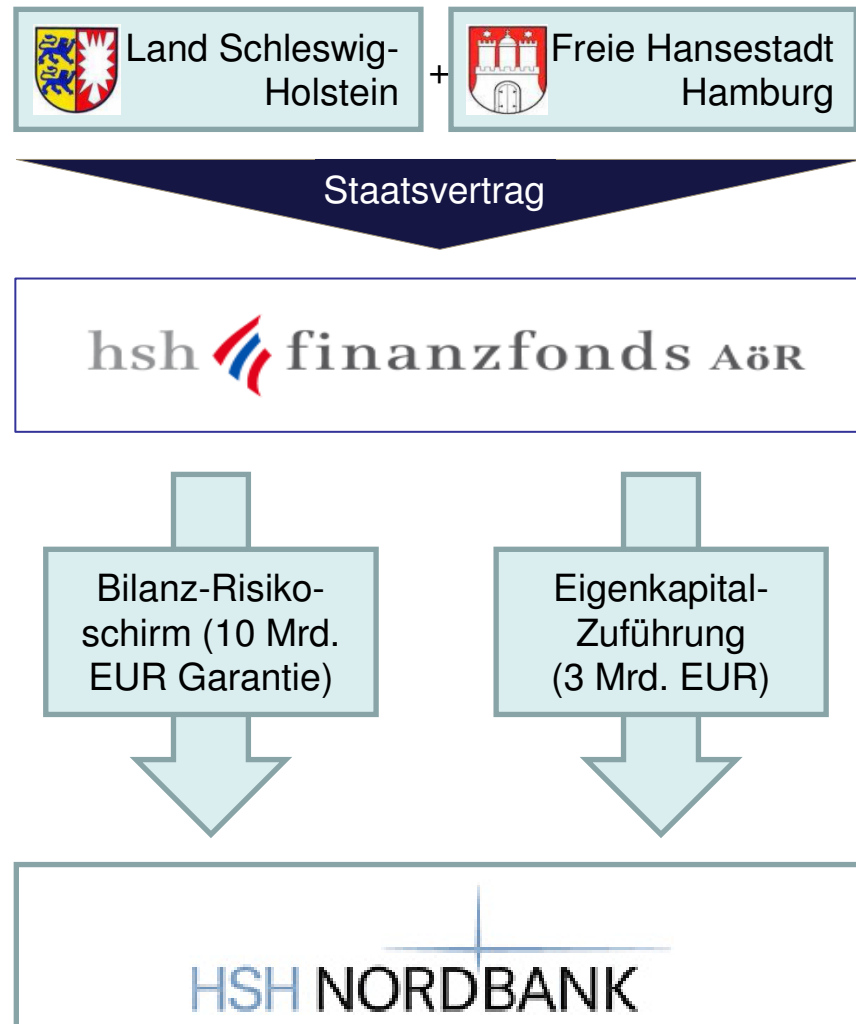 Land Schleswig-
Holstein
+
Freie Hansestadt
Hamburg
Staatsvertrag
hsh finanzfonds AöR
Bilanz-Risiko-
schirm (10 Mrd.
EUR Garantie)
Eigenkapital-
Zuführung
(3 Mrd. EUR)
HSH NORDBANK